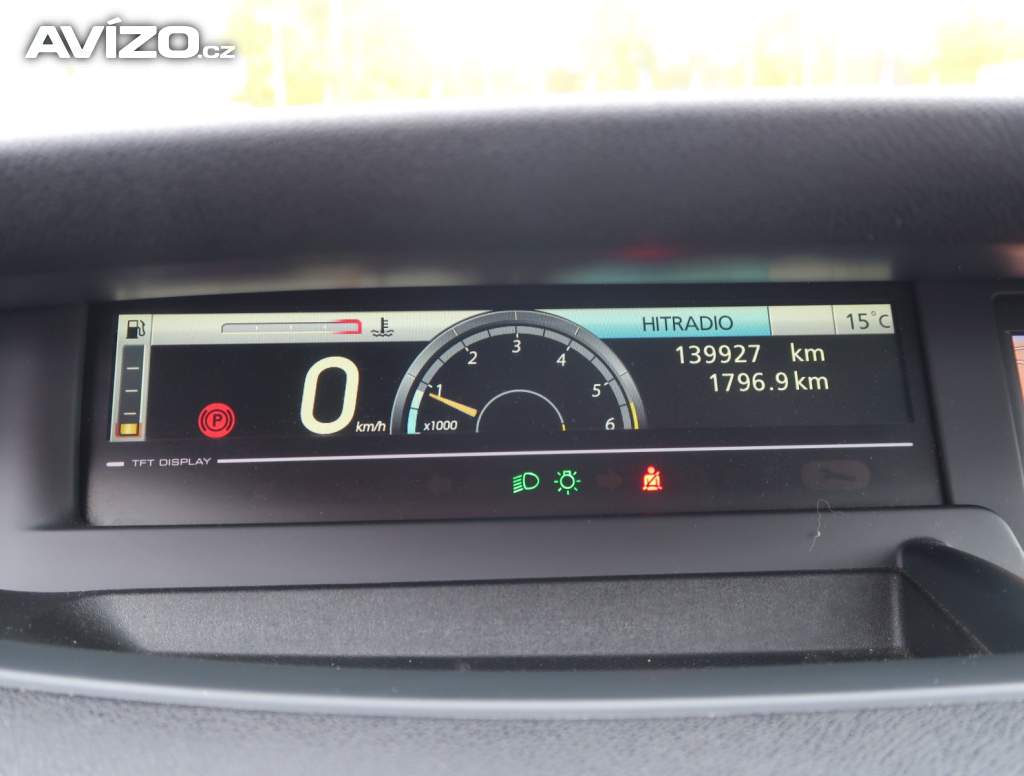 AVÍZO.cz
HITRADIO
15°C
139927 km
1796.9 km
0 km/h
1 2 3 4 5 6
x1000
P
TFT DISPLAY